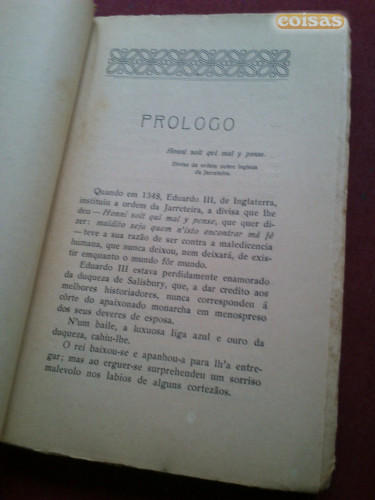 coisas
PROLOGO
Honni soit qui mal y pense.
Divisa da ordem nobre ingleza
da Jarreteira.
Quando em 1348, Eduardo III, de Inglaterra,
instituiu a ordem da Jarreteira, a divisa que lhe
deu—Honni soit qui mal y pense, que quer di-
zer: maldito seja quem n'isto encontrar má fé
—teve a sua razão de ser contra a maledicencia
humana, que nunca deixou, nem deixará, de exis-
tir emquanto o mundo fôr mundo.
Eduardo III estava perdidamente enamorado
da duqueza de Salisbury, que, a dar credito aos
melhores historiadores, nunca correspondeu á
côrte do apaixonado monarcha em menospreso
dos seus deveres de esposa.
N'um baile, a luxuosa liga azul e ouro da
duqueza, cahiu-lhe.
O rei baixou-se e apanhou-a para lh'a entre-
gar; mas ao erguer-se surprehendeu um sorriso
malevolo nos labios de alguns cortezãos.